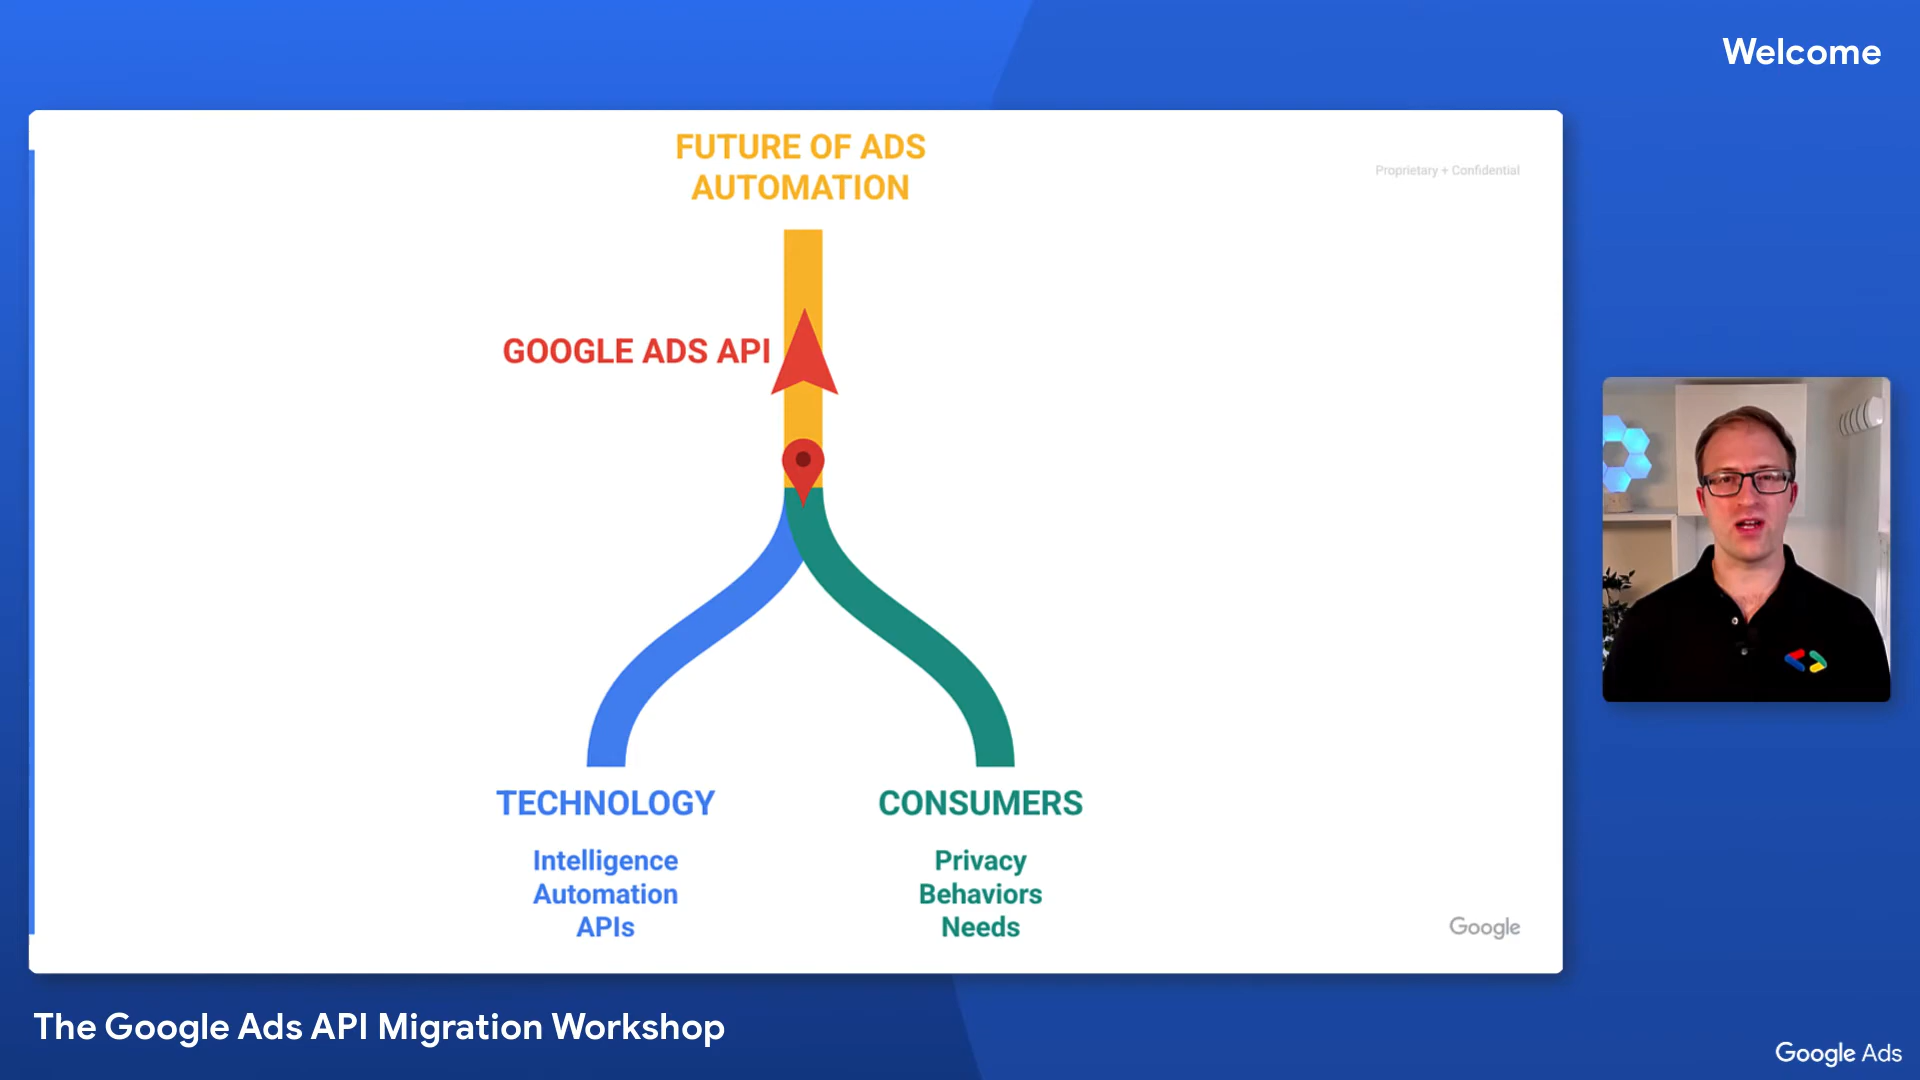 Welcome
FUTURE OF ADS
AUTOMATION
Proprietary + Confidential
GOOGLE ADS API
TECHNOLOGY
Intelligence
Automation
APIs
CONSUMERS
Privacy
Behaviors
Needs
Google
The Google Ads API Migration Workshop
Google Ads